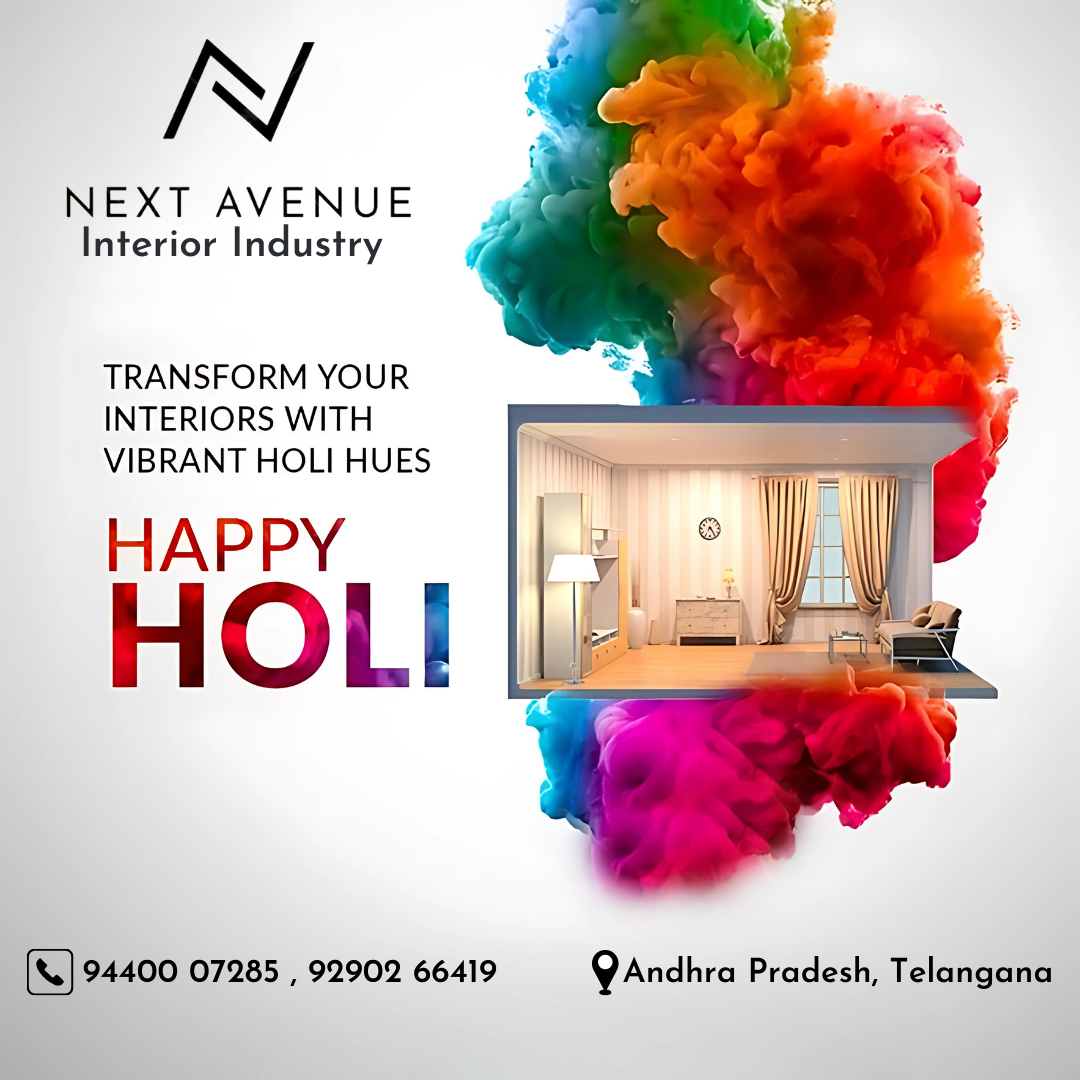 NEXT AVENUE
Interior Industry
TRANSFORM YOUR
INTERIORS WITH
VIBRANT HOLI HUES
HAPPY
HOLI
94400 07285 , 92902 66419
Andhra Pradesh, Telangana